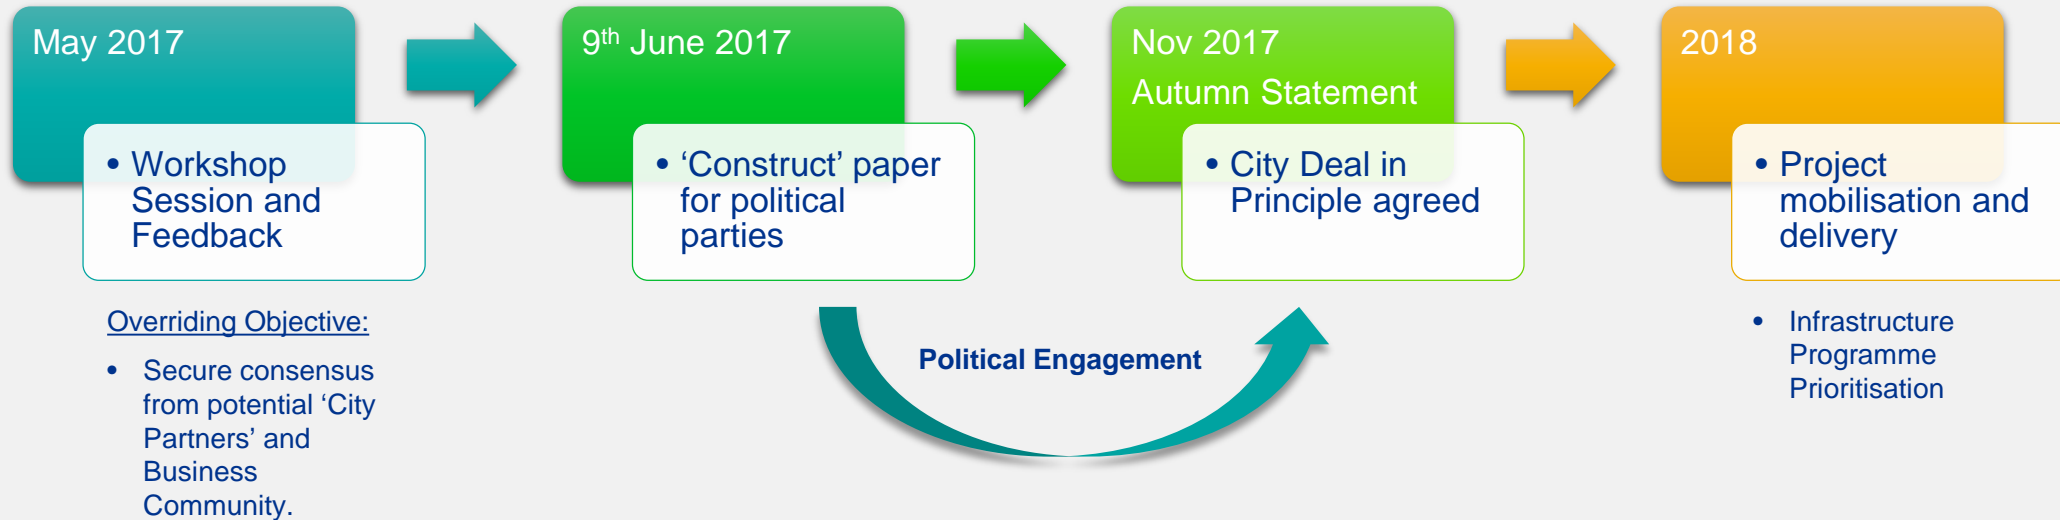 May 2017
• Workshop
Session and
Feedback
Overriding Objective:
• Secure consensus
from potential ‘City
Partners’ and
Business
Community.
9th June 2017
• ‘Construct’ paper
for political
parties
Political Engagement
Nov 2017
Autumn Statement
• City Deal in
Principle agreed
2018
• Project
mobilisation and
delivery
• Infrastructure
Programme
Prioritisation